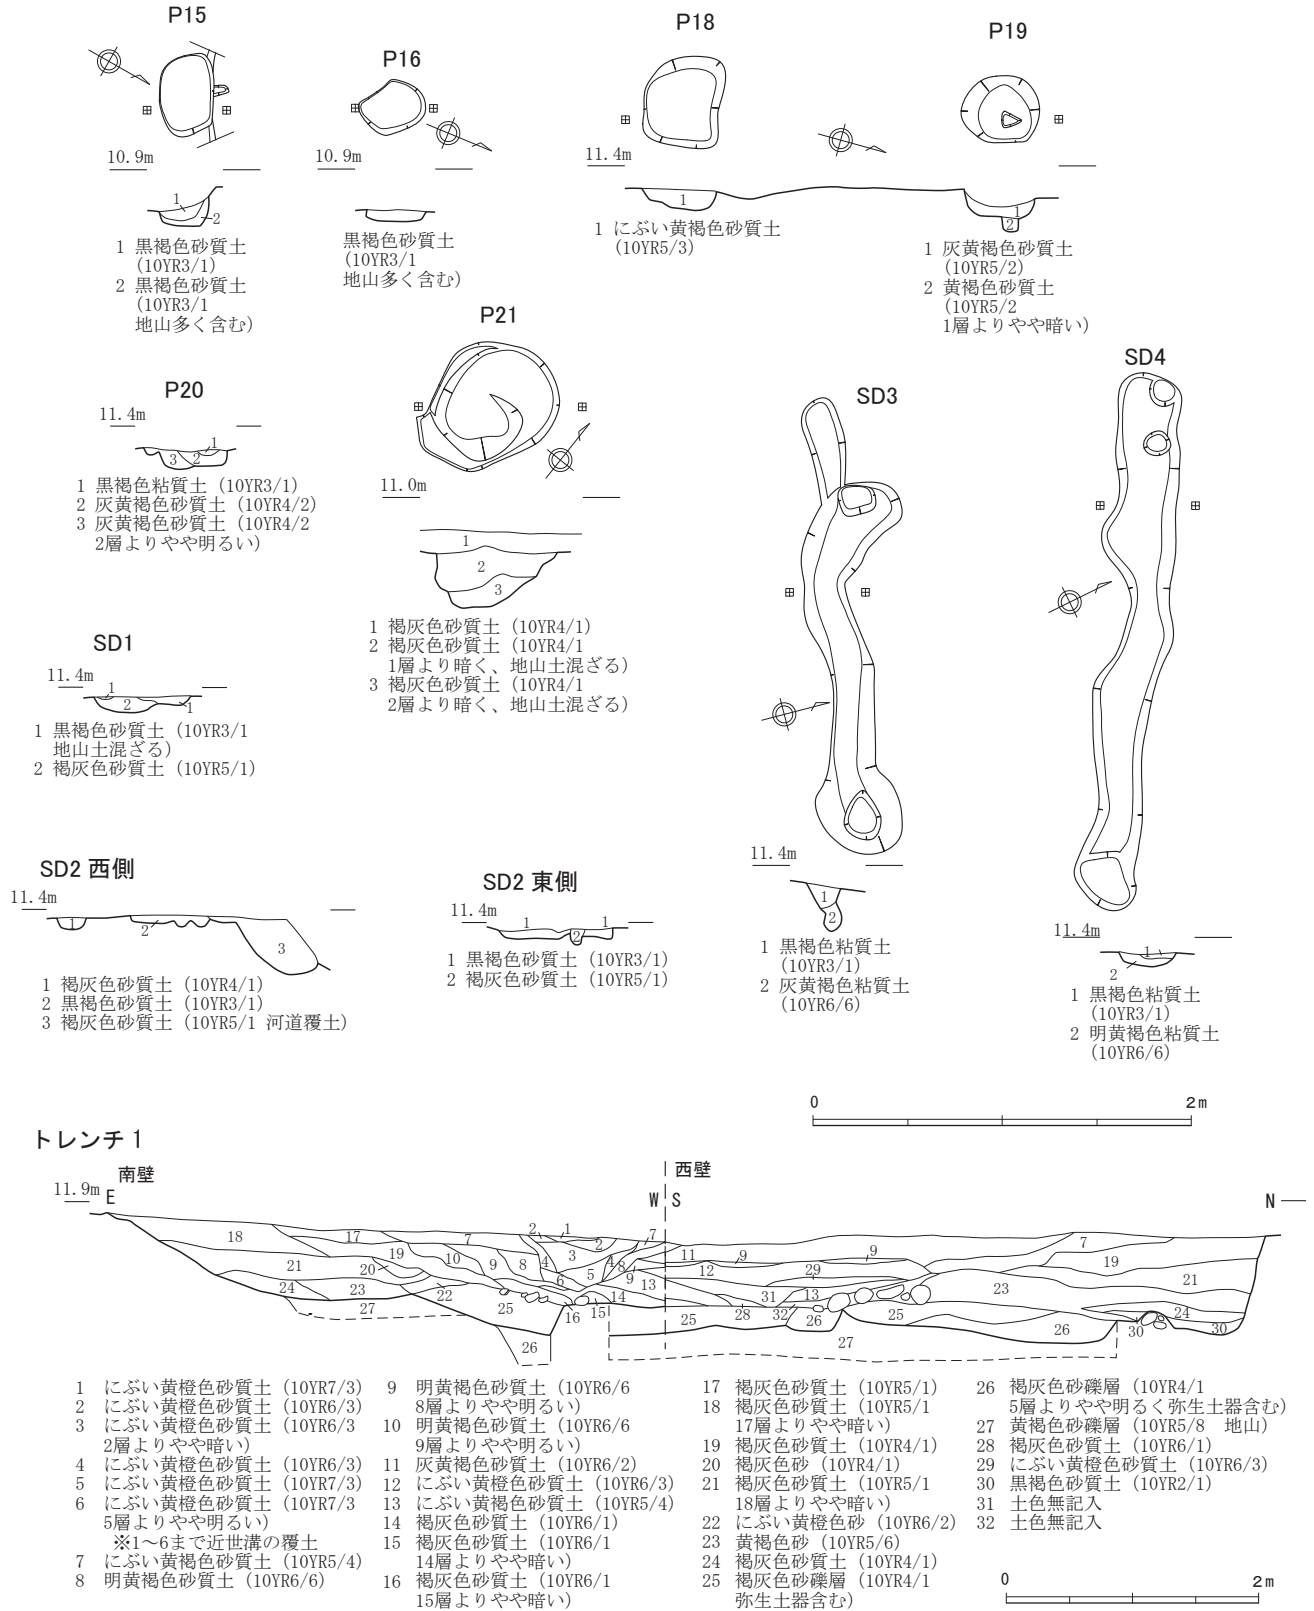 P15
10.9m
1
2
1 黒褐色砂質土
(10YR3/1)
2 黒褐色砂質土
(10YR3/1
地山多く含む)
P16
10.9m
黒褐色砂質土
(10YR3/1
地山多く含む)
P18
11.4m
1
1 にぶい黄褐色砂質土
(10YR5/3)
P19
1
2
1 灰黄褐色砂質土
(10YR5/2)
2 黄褐色砂質土
(10YR5/2
1層よりやや暗い)
P20
11.4m
1
3 2
1 黒褐色粘質土 (10YR3/1)
2 灰黄褐色砂質土 (10YR4/2)
3 灰黄褐色砂質土 (10YR4/2
2層よりやや明るい)
P21
11.0m
1
2
3
1 褐灰色砂質土 (10YR4/1)
2 褐灰色砂質土 (10YR4/1
1層より暗く、地山土混ざる)
3 褐灰色砂質土 (10YR4/1
2層より暗く、地山土混ざる)
SD1
11.4m
1
2 1
1 黒褐色砂質土 (10YR3/1
地山土混ざる)
2 褐灰色砂質土 (10YR5/1)
SD2 西側
11.4m
1 2 3
1 褐灰色砂質土 (10YR4/1)
2 黒褐色砂質土 (10YR3/1)
3 褐灰色砂質土 (10YR5/1 河道覆土)
SD2 東側
11.4m
1 1
2
1 黒褐色砂質土 (10YR3/1)
2 褐灰色砂質土 (10YR5/1)
SD3
11.4m
1
2
1 黒褐色粘質土
(10YR3/1)
2 灰黄褐色粘質土
(10YR6/6)
SD4
11.4m
1
2
1 黒褐色粘質土
(10YR3/1)
2 明黄褐色粘質土
(10YR6/6)
0 2m
トレンチ1
南壁 西壁
11.9m E W S N
18 17 7 2 1 2 7 11 9 9 7
21 19 10 9 8 4 3 4 8 12 29 19
20 6 5 9 13 31 13 23 21
24 23 22 14 24
27 25 16 15 25 28 32 26 25 26 30 30
26 27
1 にぶい黄橙色砂質土 (10YR7/3)
2 にぶい黄橙色砂質土 (10YR6/3)
3 にぶい黄橙色砂質土 (10YR6/3
2層よりやや暗い)
4 にぶい黄橙色砂質土 (10YR6/3)
5 にぶい黄橙色砂質土 (10YR7/3)
6 にぶい黄橙色砂質土 (10YR7/3
5層よりやや明るい)
※1～6まで近世溝の覆土
7 にぶい黄褐色砂質土 (10YR5/4)
8 明黄褐色砂質土 (10YR6/6)
9 明黄褐色砂質土 (10YR6/6
8層よりやや明るい)
10 明黄褐色砂質土 (10YR6/6
9層よりやや明るい)
11 灰黄褐色砂質土 (10YR6/2)
12 にぶい黄橙色砂質土 (10YR6/3)
13 にぶい黄褐色砂質土 (10YR5/4)
14 褐灰色砂質土 (10YR6/1)
15 褐灰色砂質土 (10YR6/1
14層よりやや暗い)
16 褐灰色砂質土 (10YR6/1
15層よりやや暗い)
17 褐灰色砂質土 (10YR5/1)
18 褐灰色砂質土 (10YR5/1
17層よりやや暗い)
19 褐灰色砂質土 (10YR4/1)
20 褐灰色砂 (10YR4/1)
21 褐灰色砂質土 (10YR5/1
18層よりやや暗い)
22 にぶい黄橙色砂 (10YR6/2)
23 黄褐色砂 (10YR5/6)
24 褐灰色砂質土 (10YR4/1)
25 褐灰色砂礫層 (10YR4/1
弥生土器含む)
26 褐灰色砂礫層 (10YR4/1
5層よりやや明るく弥生土器含む)
27 黄褐色砂礫層 (10YR5/8 地山)
28 褐灰色砂質土 (10YR6/1)
29 にぶい黄橙色砂質土 (10YR6/3)
30 黒褐色砂質土 (10YR2/1)
31 土色無記入
32 土色無記入
0 2m